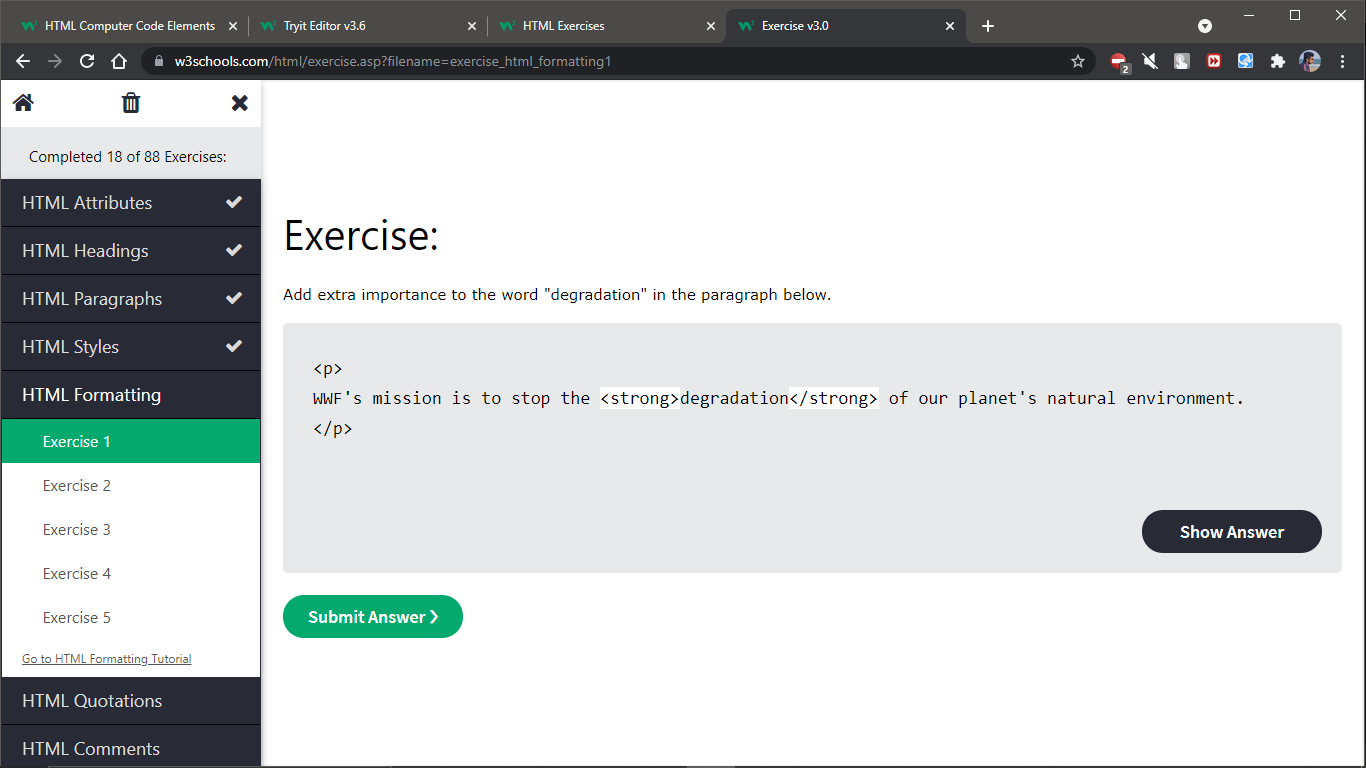 HTML Computer Code Elements
Tryit Editor v3.6
HTML Exercises
Exercise v3.0
w3schools.com/html/exercise.asp?filename=exercise_html_formatting1
2
Completed 18 of 88 Exercises:
HTML Attributes
HTML Headings
HTML Paragraphs
HTML Styles
HTML Formatting
Exercise 1
Exercise 2
Exercise 3
Exercise 4
Exercise 5
Go to HTML Formatting Tutorial
HTML Quotations
HTML Comments
Exercise:
Add extra importance to the word "degradation" in the paragraph below.
<p>
WWF's mission is to stop the <strong>degradation</strong> of our planet's natural environment.
</p>
Show Answer
Submit Answer ❯